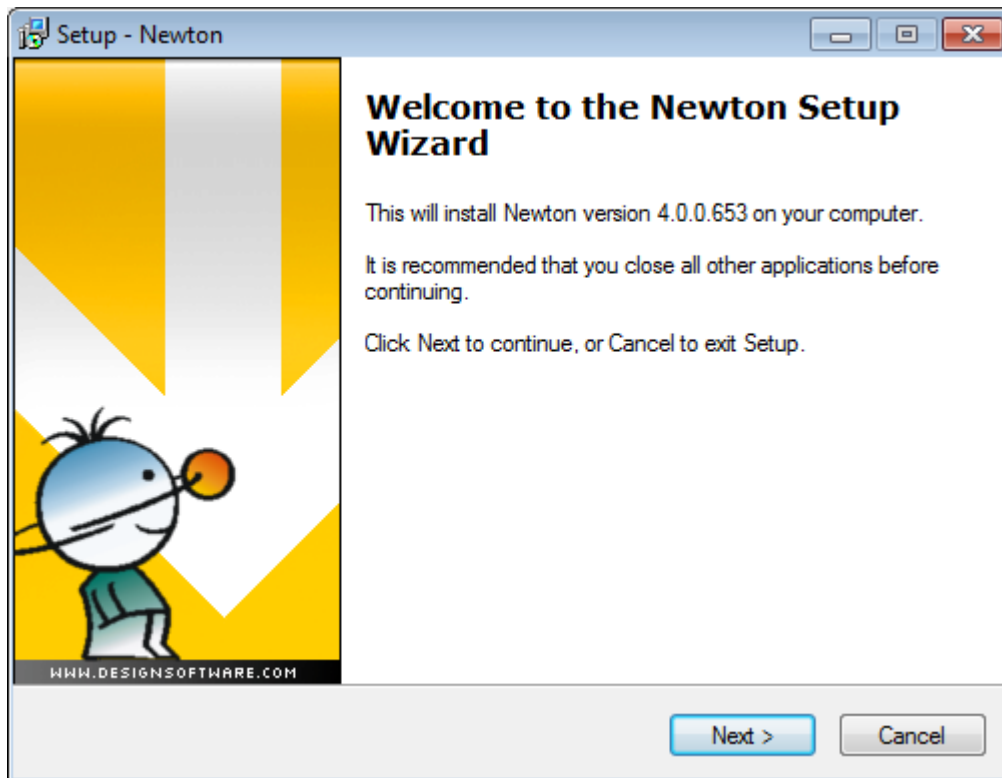 Setup - Newton
Welcome to the Newton Setup
Wizard
This will install Newton version 4.0.0.653 on your computer.
It is recommended that you close all other applications before
continuing.
Click Next to continue, or Cancel to exit Setup.
WWW.DESIGNSOFTWARE.COM
Next >
Cancel